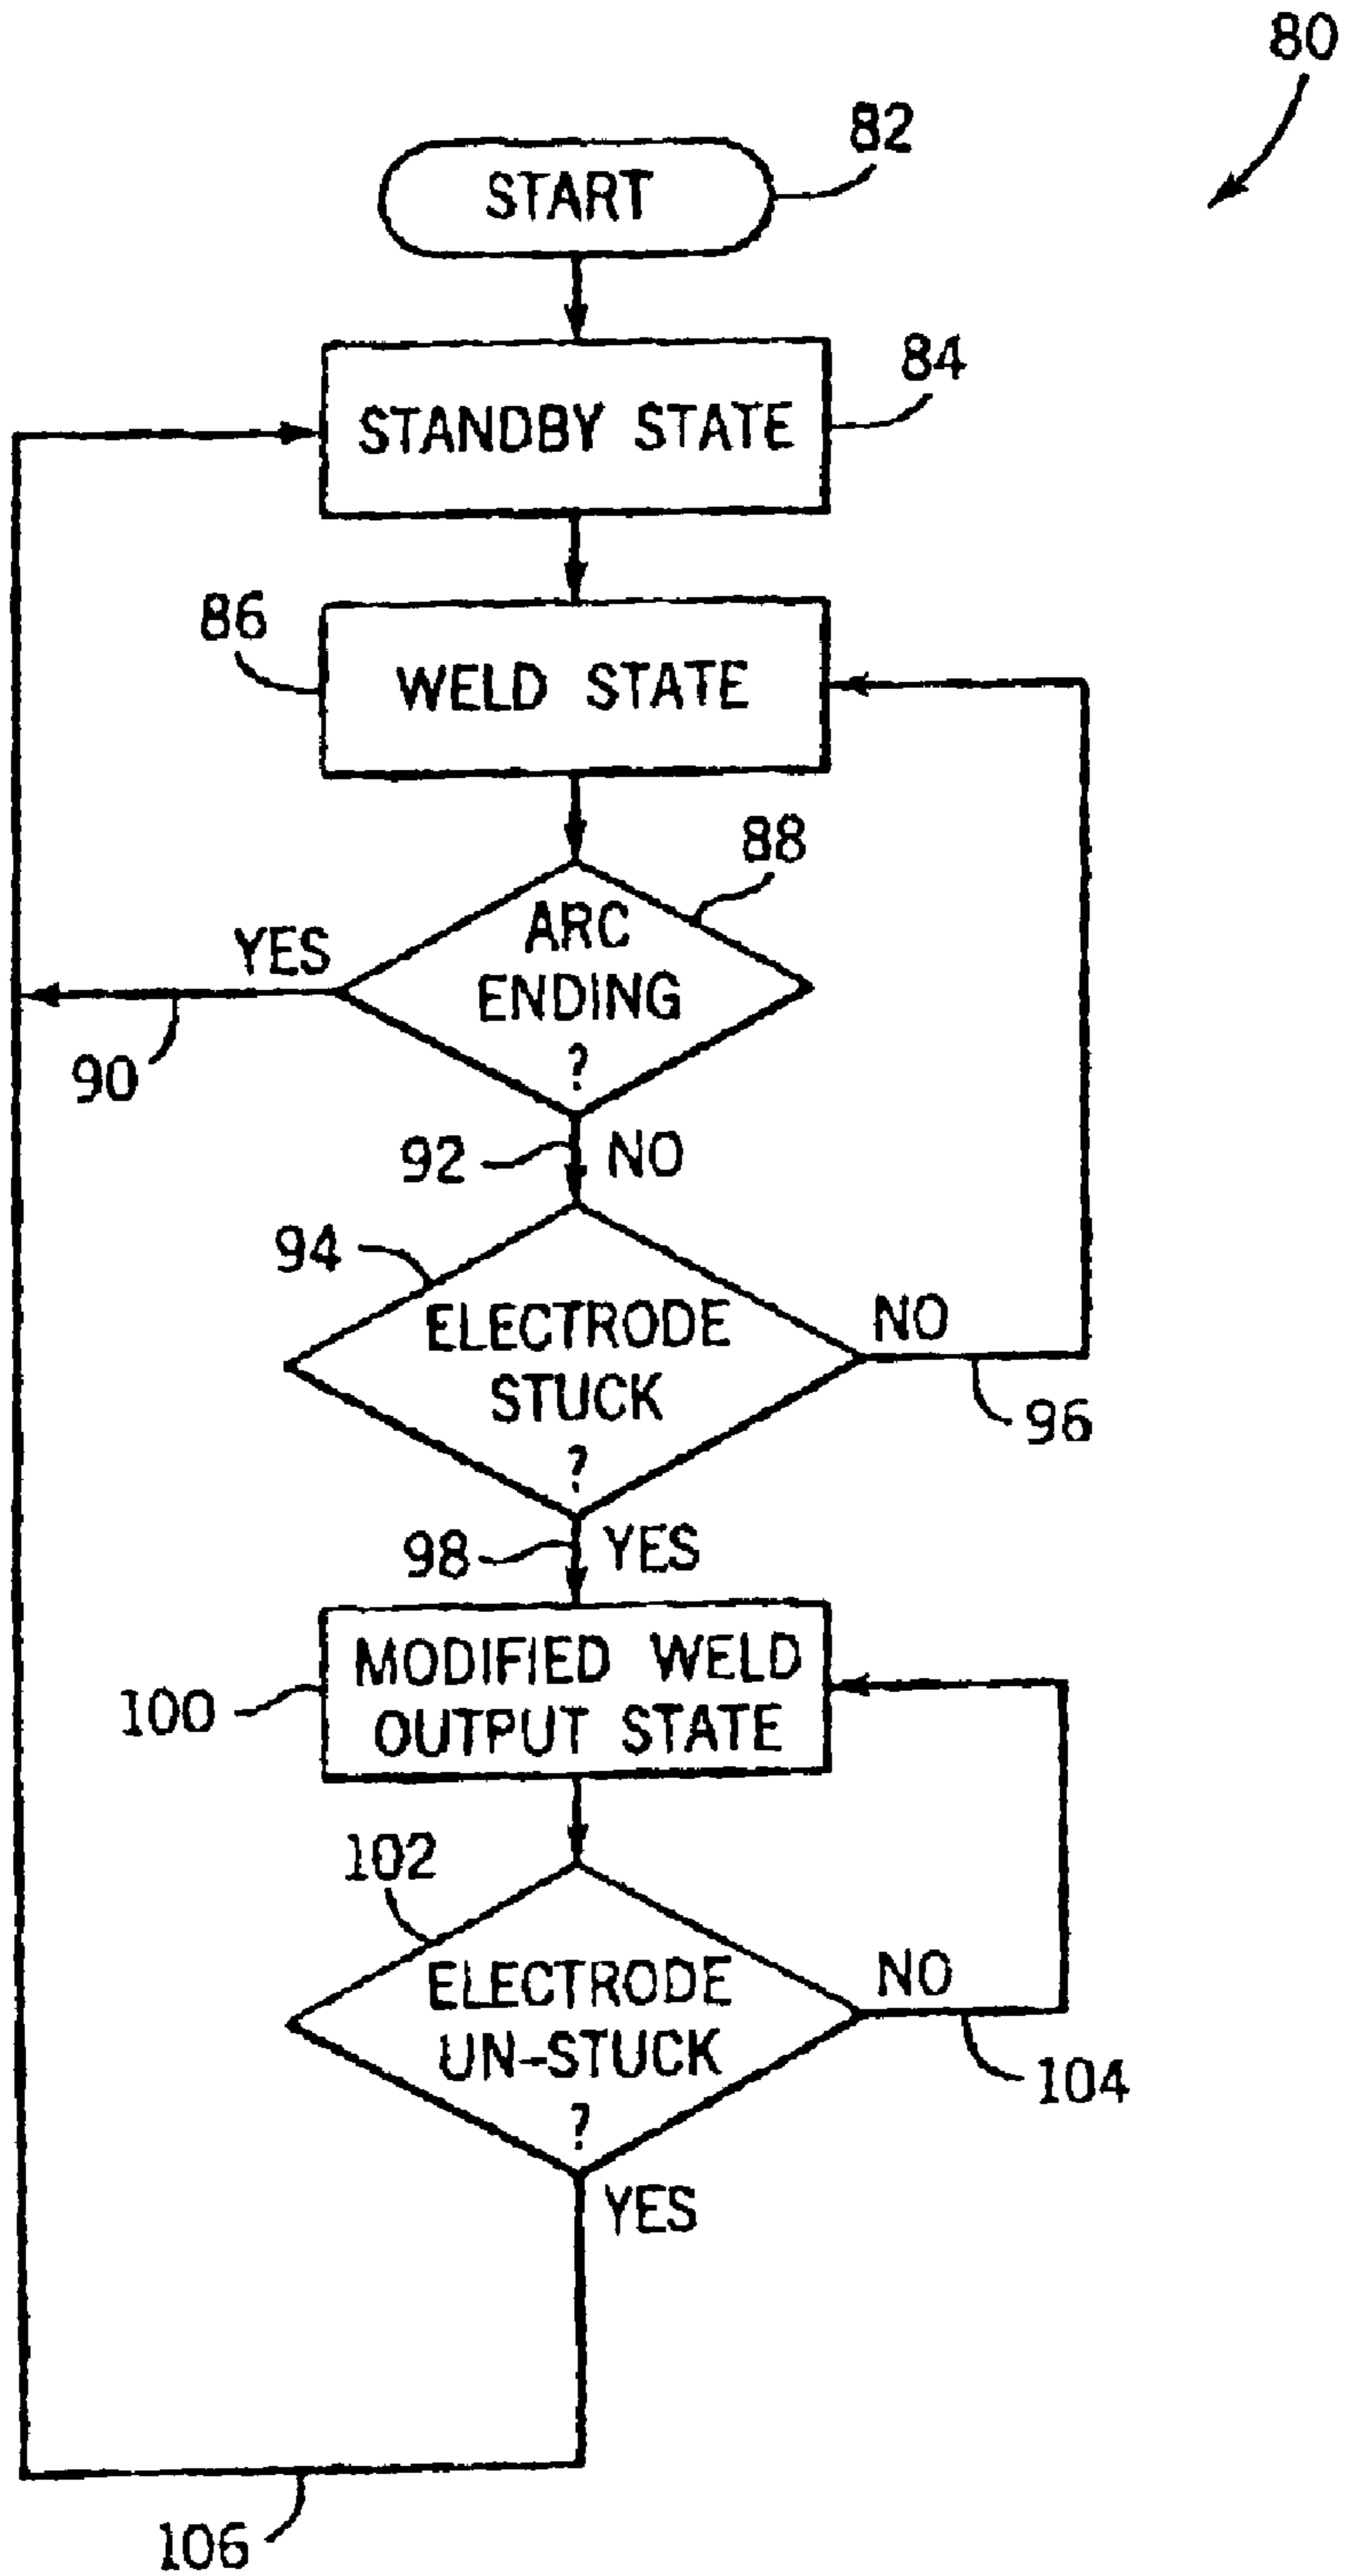 80
82
START
84
STANDBY STATE
86
WELD STATE
88
ARC
ENDING
?
YES
90
92
NO
94
ELECTRODE
STUCK
?
NO
96
98
YES
100
MODIFIED WELD
OUTPUT STATE
102
ELECTRODE
UN-STUCK
?
NO
104
YES
106